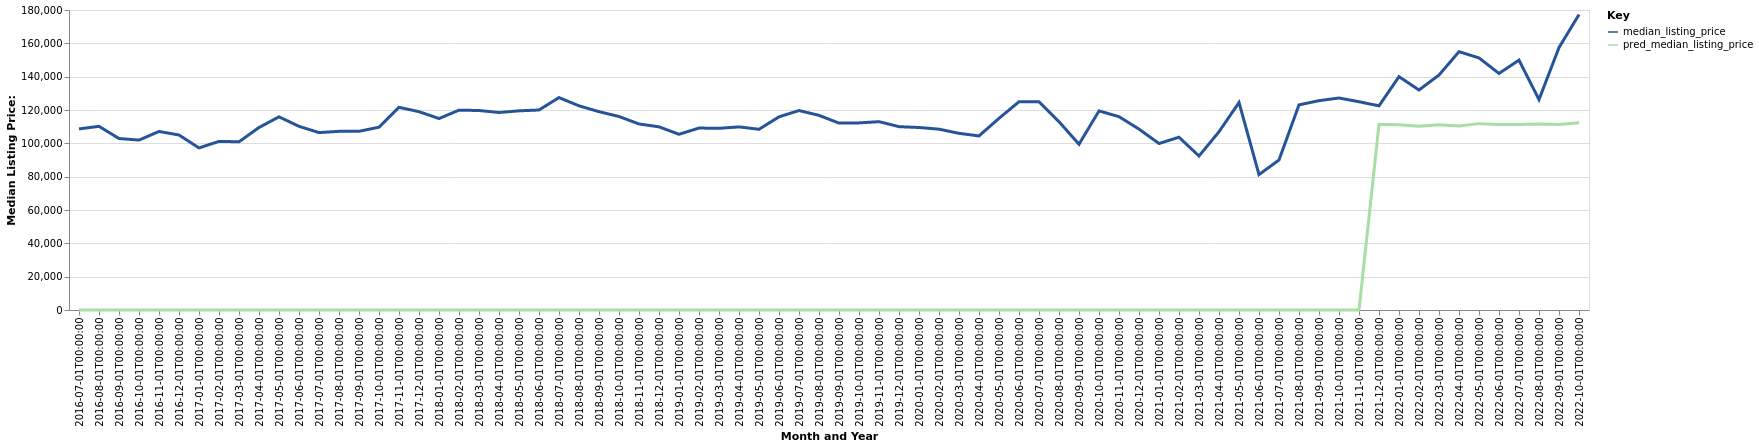 180,000
160,000
140,000
120,000
100,000
80,000
60,000
40,000
20,000
0
Median Listing Price:
2016-07-01T00:00:00
2016-08-01T00:00:00
2016-09-01T00:00:00
2016-10-01T00:00:00
2016-11-01T00:00:00
2016-12-01T00:00:00
2017-01-01T00:00:00
2017-02-01T00:00:00
2017-03-01T00:00:00
2017-04-01T00:00:00
2017-05-01T00:00:00
2017-06-01T00:00:00
2017-07-01T00:00:00
2017-08-01T00:00:00
2017-09-01T00:00:00
2017-10-01T00:00:00
2017-11-01T00:00:00
2017-12-01T00:00:00
2018-01-01T00:00:00
2018-02-01T00:00:00
2018-03-01T00:00:00
2018-04-01T00:00:00
2018-05-01T00:00:00
2018-06-01T00:00:00
2018-07-01T00:00:00
2018-08-01T00:00:00
2018-09-01T00:00:00
2018-10-01T00:00:00
2018-11-01T00:00:00
2018-12-01T00:00:00
2019-01-01T00:00:00
2019-02-01T00:00:00
2019-03-01T00:00:00
2019-04-01T00:00:00
2019-05-01T00:00:00
2019-06-01T00:00:00
2019-07-01T00:00:00
2019-08-01T00:00:00
2019-09-01T00:00:00
2019-10-01T00:00:00
2019-11-01T00:00:00
2019-12-01T00:00:00
2020-01-01T00:00:00
2020-02-01T00:00:00
2020-03-01T00:00:00
2020-04-01T00:00:00
2020-05-01T00:00:00
2020-06-01T00:00:00
2020-07-01T00:00:00
2020-08-01T00:00:00
2020-09-01T00:00:00
2020-10-01T00:00:00
2020-11-01T00:00:00
2020-12-01T00:00:00
2021-01-01T00:00:00
2021-02-01T00:00:00
2021-03-01T00:00:00
2021-04-01T00:00:00
2021-05-01T00:00:00
2021-06-01T00:00:00
2021-07-01T00:00:00
2021-08-01T00:00:00
2021-09-01T00:00:00
2021-10-01T00:00:00
2021-11-01T00:00:00
2021-12-01T00:00:00
2022-01-01T00:00:00
2022-02-01T00:00:00
2022-03-01T00:00:00
2022-04-01T00:00:00
2022-05-01T00:00:00
2022-06-01T00:00:00
2022-07-01T00:00:00
2022-08-01T00:00:00
2022-09-01T00:00:00
2022-10-01T00:00:00
Month and Year
Key
median_listing_price
pred_median_listing_price